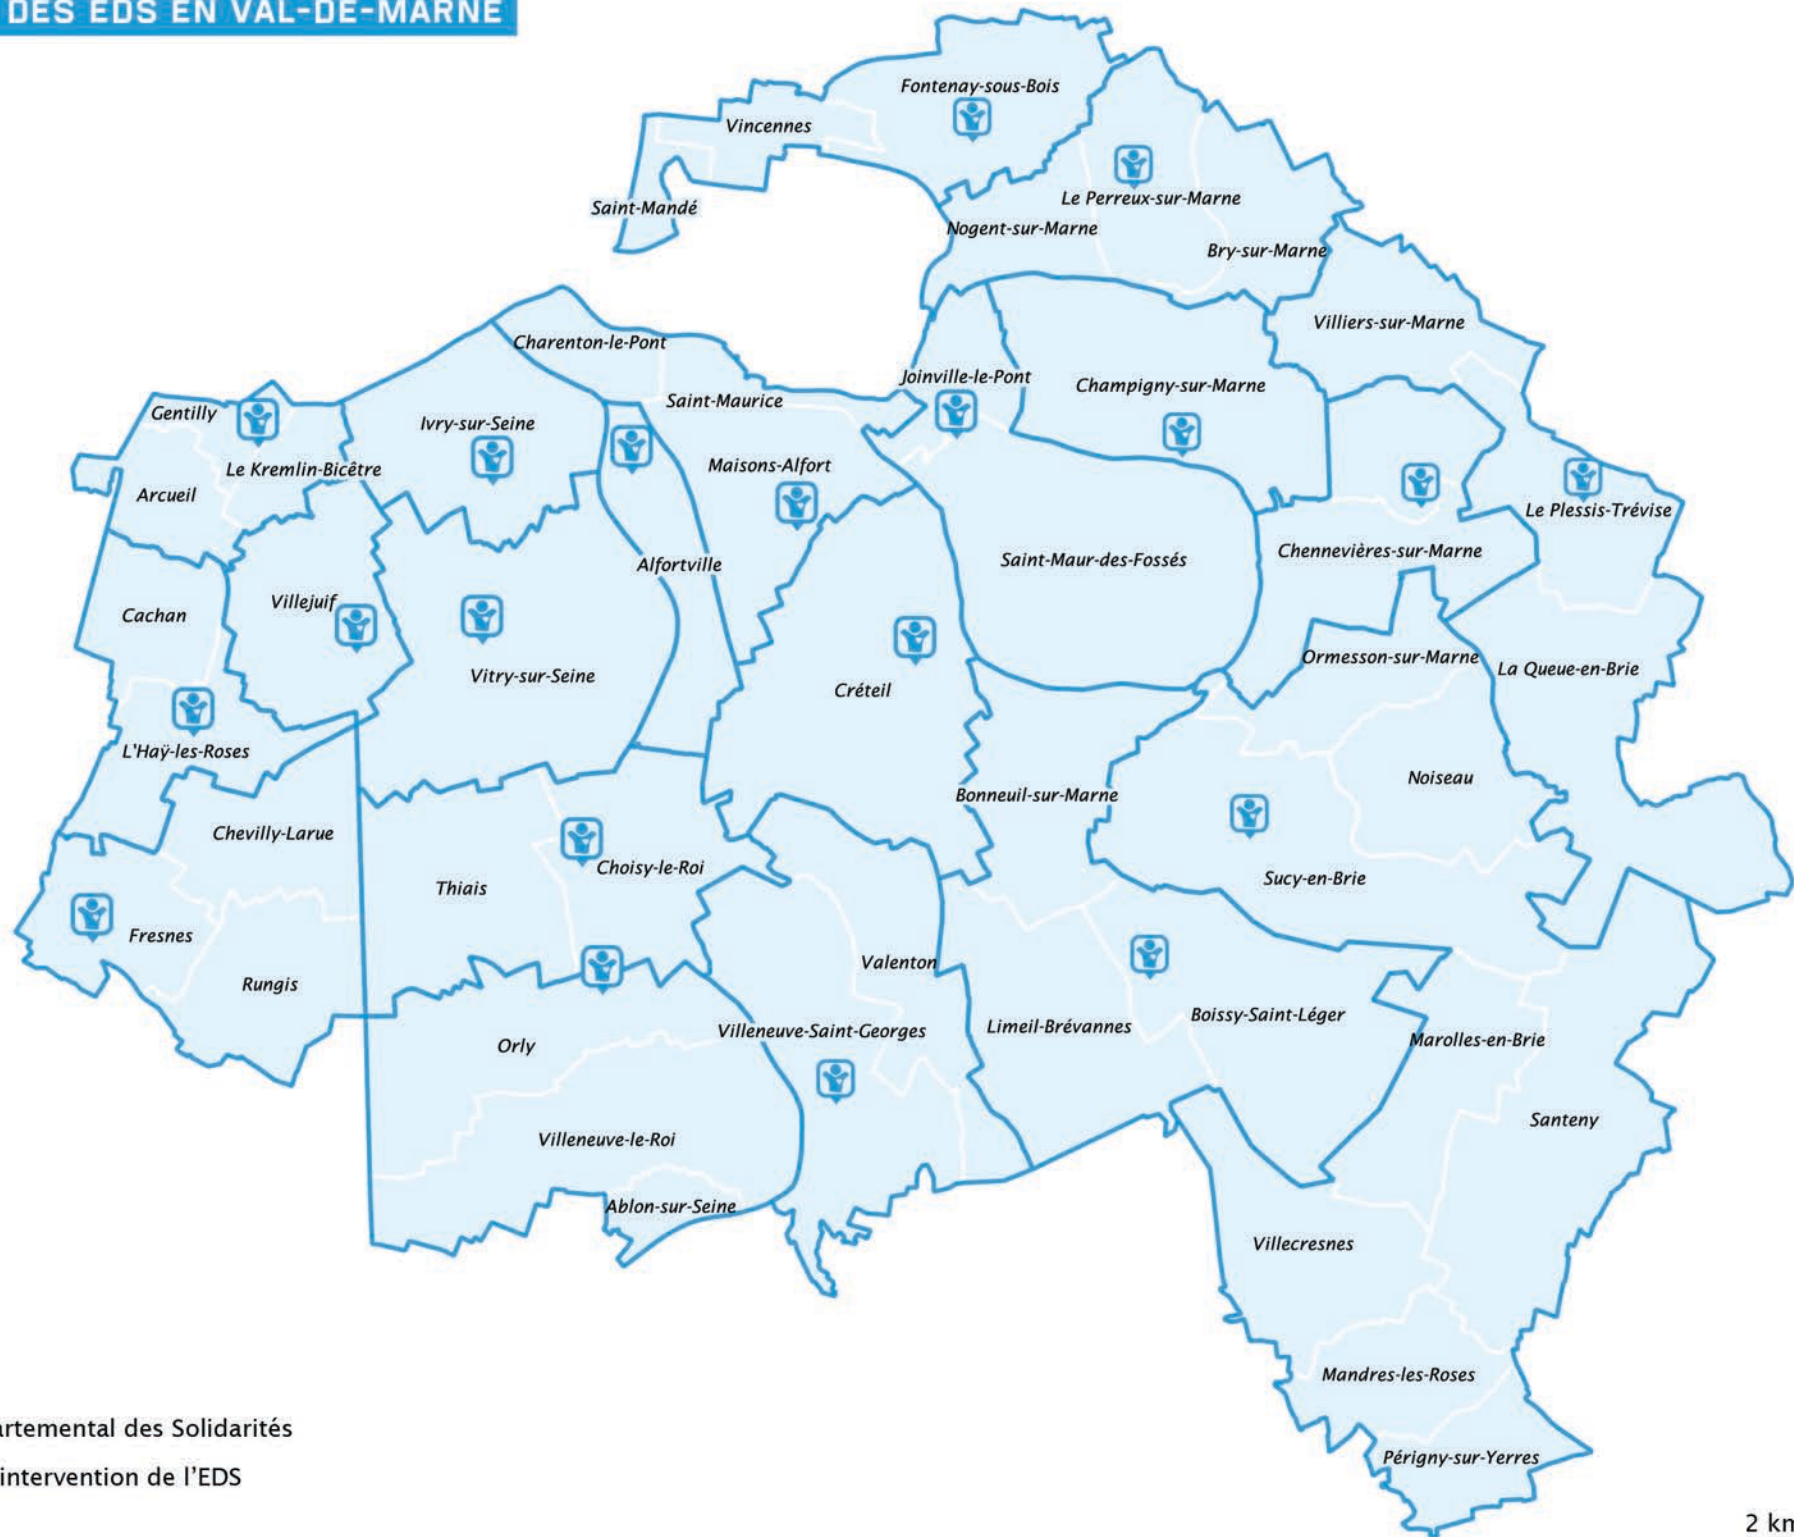 DES EDS EN VAL-DE-MARNE
Fontenay-sous-Bois
Vincennes
Le Perreux-sur-Marne
Saint-Mandé
Nogent-sur-Marne
Bry-sur-Marne
Villiers-sur-Marne
Charenton-le-Pont
Joinville-le-Pont
Champigny-sur-Marne
Saint-Maurice
Gentilly
Ivry-sur-Seine
Le Kremlin-Bicêtre
Maisons-Alfort
Arcueil
Le Plessis-Trévise
Chennevières-sur-Marne
Saint-Maur-des-Fossés
Alfortville
Villejuif
Cachan
Ormesson-sur-Marne
La Queue-en-Brie
Vitry-sur-Seine
Créteil
L'Haÿ-les-Roses
Noiseau
Bonneuil-sur-Marne
Chevilly-Larue
Choisy-le-Roi
Sucy-en-Brie
Thiais
Fresnes
Valenton
Rungis
Boissy-Saint-Léger
Limeil-Brévannes
Villeneuve-Saint-Georges
Marolles-en-Brie
Orly
Santeny
Villeneuve-le-Roi
Ablon-sur-Seine
Villecresnes
Mandres-les-Roses
artemental des Solidarités
Périgny-sur-Yerres
intervention de l'EDS
2 km